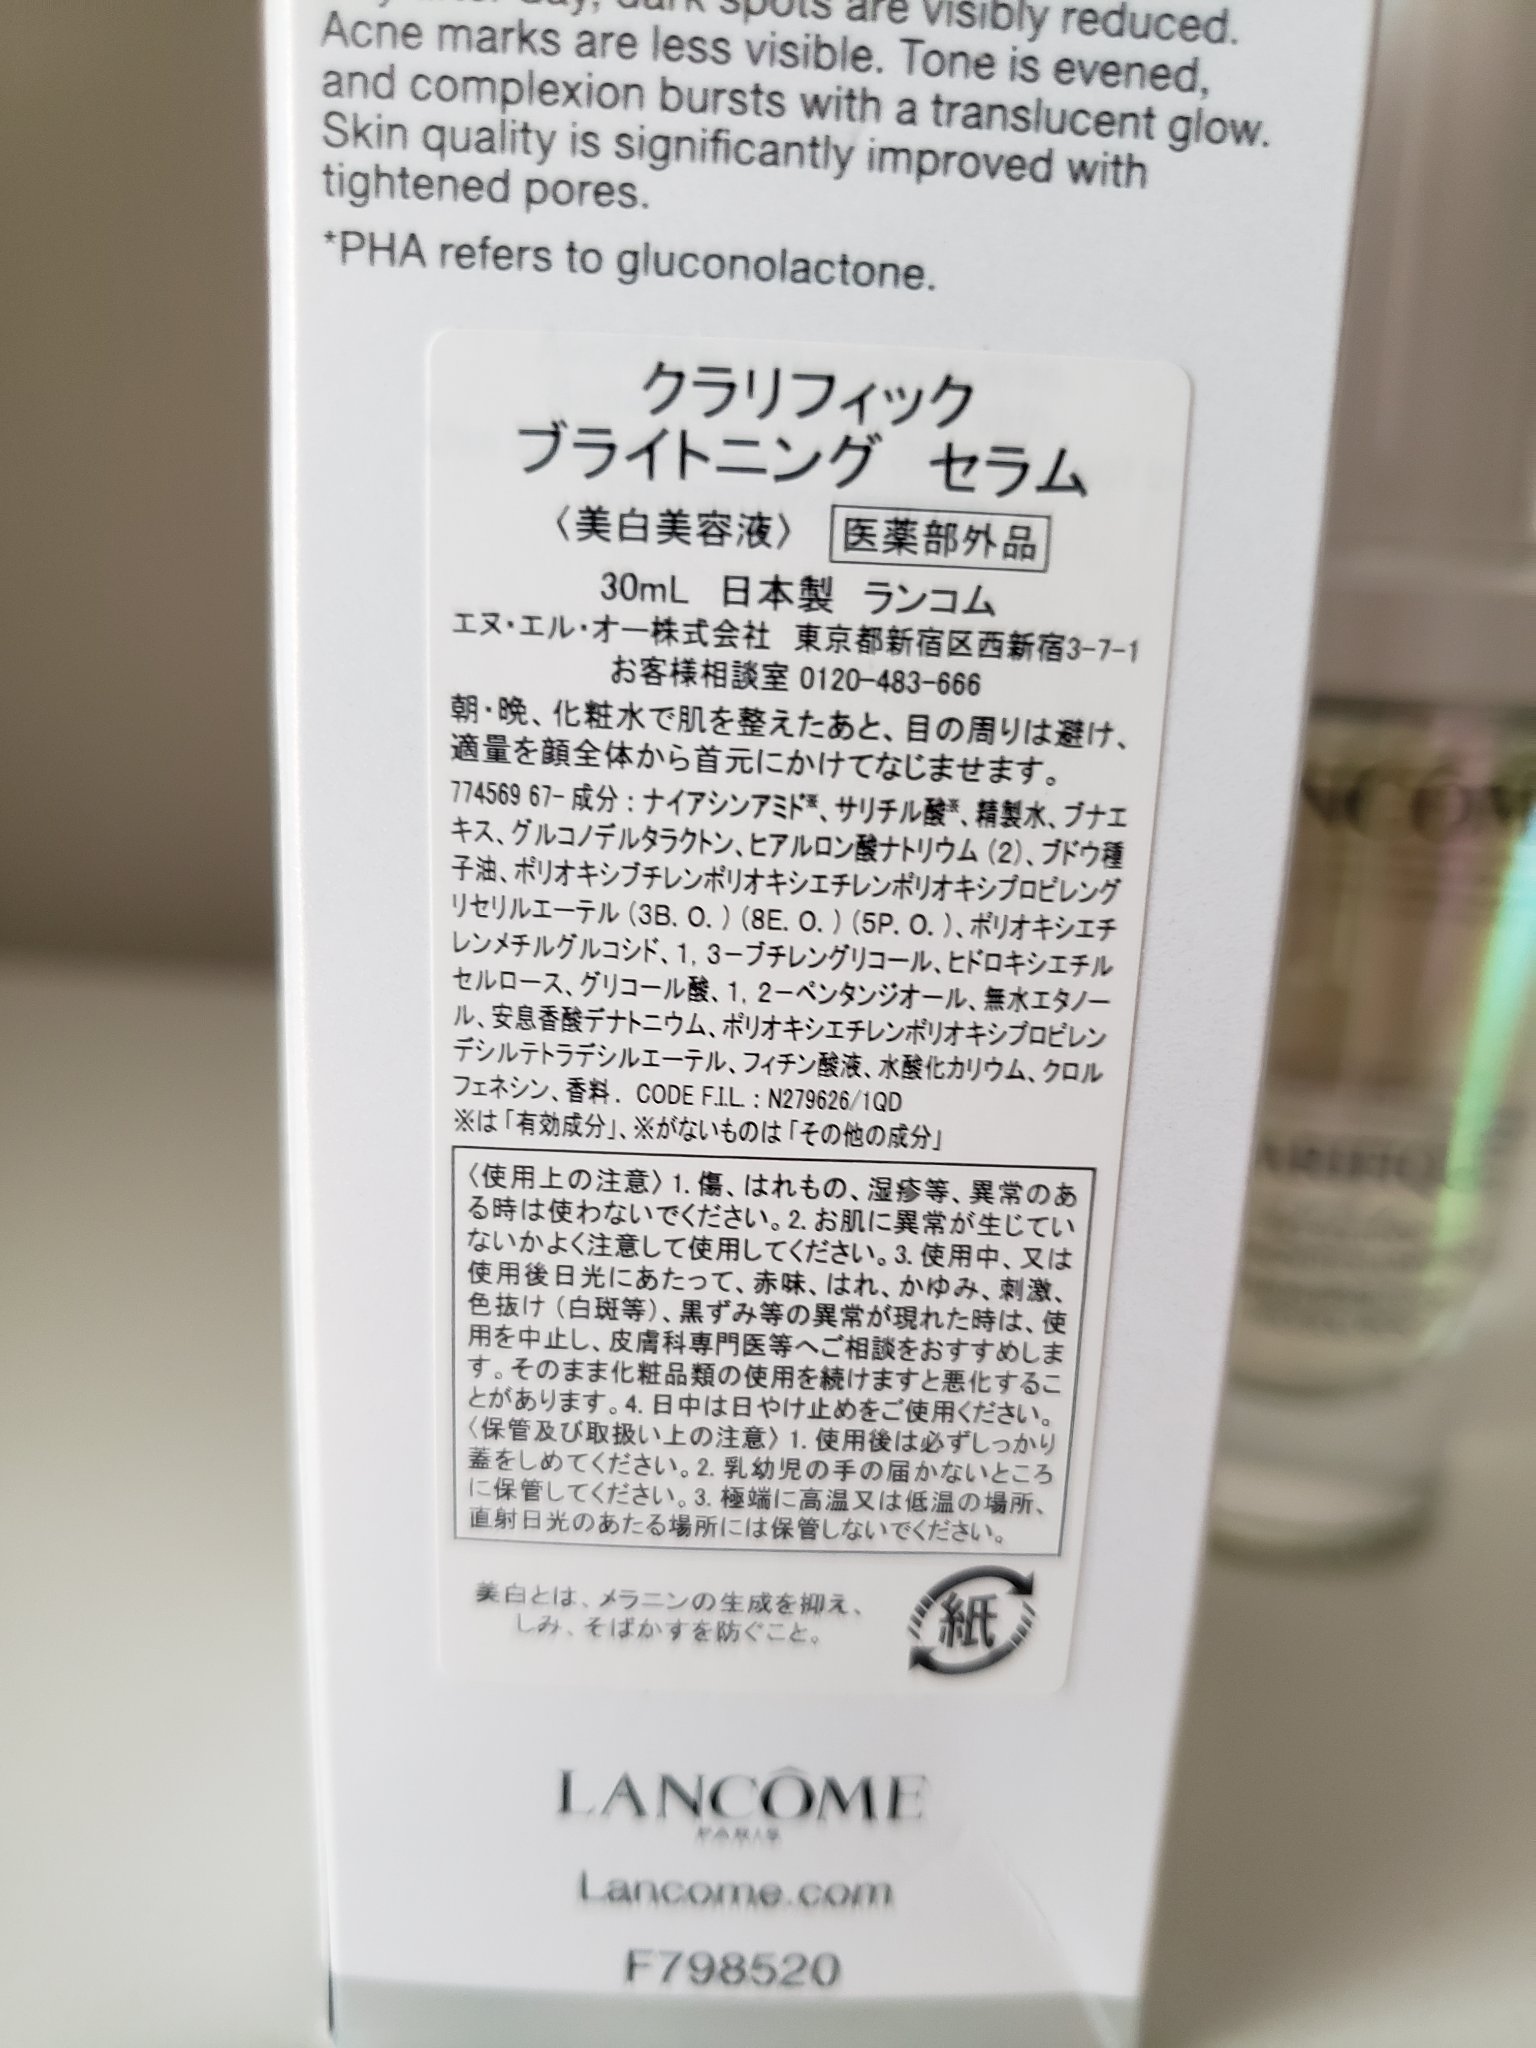 day, dark spots are visibly reduced.
Acne marks are less visible. Tone is evened,
and complexion bursts with a translucent glow.
Skin quality is significantly improved with
tightened pores.
*PHA refers to gluconolactone.
クラリフィック
ブライトニング セラム
〈美白美容液〉 医薬部外品
30mL 日本製 ランコム
エヌ・エル・オー株式会社 東京都新宿区西新宿3-7-1
お客様相談室 0120-483-666
朝・晩、化粧水で肌を整えたあと、目の周りは避け、
適量を顔全体から首元にかけてなじませます。
774569 67- 成分 : ナイアシンアミド※、サリチル酸※、精製水、ブナエ
キス、グルコノデルタラクトン、ヒアルロン酸ナトリウム (2)、ブドウ種
子油、ポリオキシブチレンポリオキシエチレンポリオキシプロピレング
リセリルエーテル (3B. O. ) (8E. O. ) (5P. O. )、ポリオキシエチ
レンメチルグルコシド、1, 3－ブチレングリコール、ヒドロキシエチル
セルロース、グリコール酸、1, 2－ペンタンジオール、無水エタノー
ル、安息香酸デナトニウム、ポリオキシエチレンポリオキシプロピレン
デシルテトラデシルエーテル、フィチン酸液、水酸化カリウム、クロル
フェネシン、香料. CODE F.I.L. : N279626/1QD
※は「有効成分」、※がないものは「その他の成分」
〈使用上の注意〉1. 傷、はれもの、湿疹等、異常のあ
る時は使わないでください。2. お肌に異常が生じてい
ないかよく注意して使用してください。3. 使用中、又は
使用後日光にあたって、赤味、はれ、かゆみ、刺激、
色抜け（白斑等）、黒ずみ等の異常が現れた時は、使
用を中止し、皮膚科専門医等へご相談をおすすめしま
す。そのまま化粧品類の使用を続けますと悪化するこ
とがあります。4. 日中は日やけ止めをご使用ください。
〈保管及び取扱い上の注意〉1. 使用後は必ずしっかり
蓋をしめてください。2. 乳幼児の手の届かないところ
に保管してください。3. 極端に高温又は低温の場所、
直射日光のあたる場所には保管しないでください。
美白とは、メラニンの生成を抑え、
しみ、そばかすを防ぐこと。
紙
LANCÔME
PARIS
Lancome.com
F798520